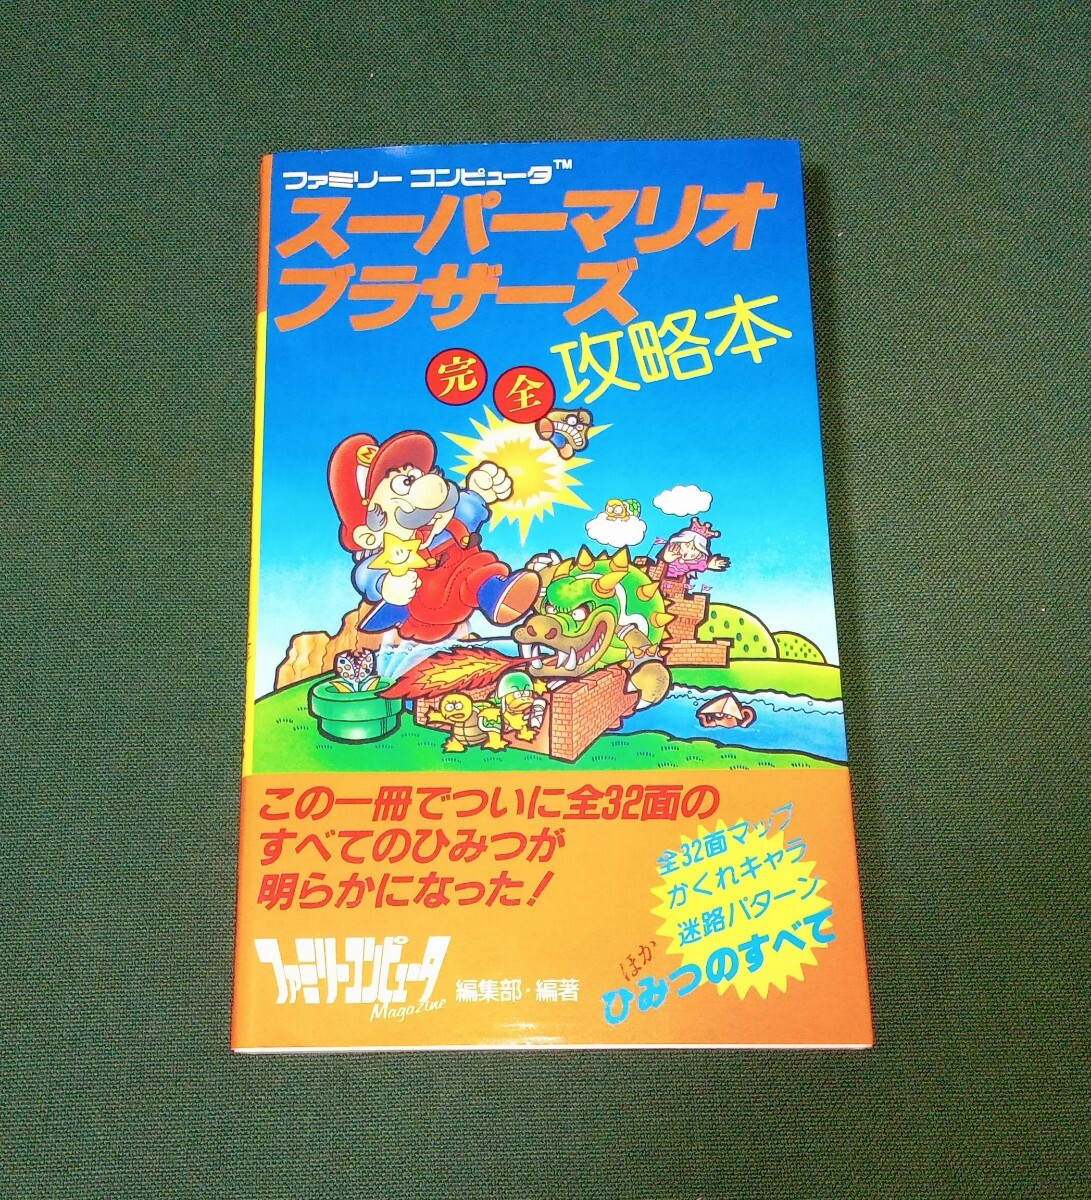 ファミリー コンピュータ™
スーパーマリオ
ブラザーズ
完全
攻略本
M
この一冊でついに全32面の
すべてのひみつが
明らかになった!
全32面マップ
かくれキャラ
迷路パターン
ほか
ひみつのすべて
ファミリーコンピュータ
Magazine
編集部・編著